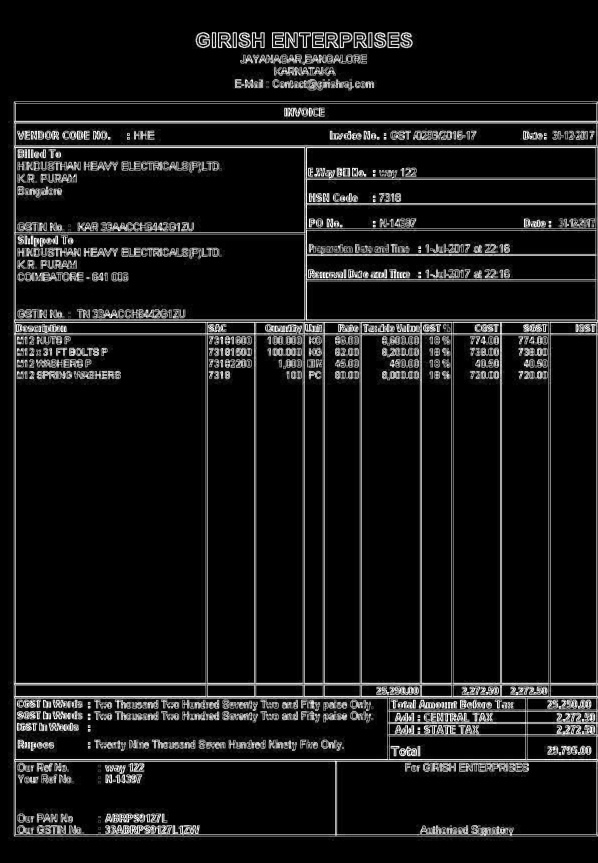 GIRISH ENTERPRISES
JAYANAGAR,BANGALORE
KARNATAKA
E-Mail : Contact@girishraj.com
INVOICE
VENDOR CODE NO. : HHE Invoice No. : GST /0253/2016-17 Date : 31-12-2017
Billed To
HINDUSTHAN HEAVY ELECTRICALS(P)LTD.
K.R. PURAM
Bangalore
GSTIN No. : KAR 33AACCH8442G1ZU
E.Way Bill No. : way 122
HSN Code : 7318
PO No. : N-14397 Date : 31-12-2017
Shipped To
HINDUSTHAN HEAVY ELECTRICALS(P)LTD.
K.R. PURAM
COIMBATORE - 641 006
GSTIN No. : TN 33AACCH8442G1ZU
Preparation Date and Time : 1-Jul-2017 at 22:16
Removal Date and Time : 1-Jul-2017 at 22:16
Description SAC Quantity Unit Rate Taxable Value GST % CGST SGST IGST
M12 NUTS P 73181600 100.000 KG 86.00 8,600.00 18 % 774.00 774.00
M12 x 31 FT BOLTS P 73181500 100.000 KG 82.00 8,200.00 18 % 738.00 738.00
M12 WASHERS P 73182200 1,000 45.00 450.00 18 % 40.50 40.50
M12 SPRING WASHERS 7318 100 PC 80.00 8,000.00 18 % 720.00 720.00
25,250.00 2,272.50 2,272.50
CGST In Words : Two Thousand Two Hundred Seventy Two and Fifty paise Only.
SGST In Words : Two Thousand Two Hundred Seventy Two and Fifty paise Only.
IGST In Words :
Rupees : Twenty Nine Thousand Seven Hundred Ninety Five Only.
Total Amount Before Tax 25,250.00
Add : CENTRAL TAX 2,272.50
Add : STATE TAX 2,272.50
Total 29,795.00
Our Ref No. : way 122
Your Ref No. : N-14397
Our PAN No : ABRPS9127L
Our GSTIN No. : 33ABRPS9127L1ZW
For GIRISH ENTERPRISES
Authorised Signatory